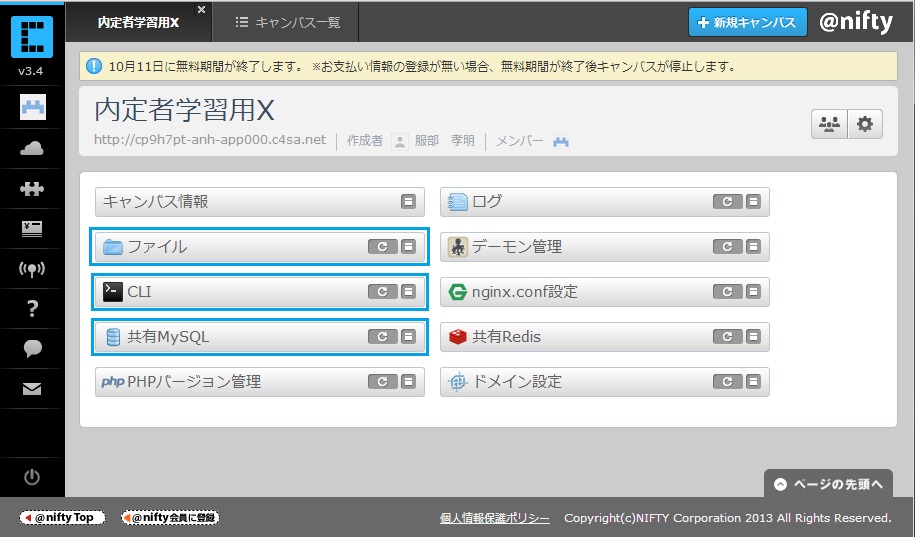 内定者学習用X
キャンバス一覧
新規キャンバス
@nifty
v3.4
10月11日に無料期間が終了します。 ※お支払い情報の登録が無い場合、無料期間が終了後キャンバスが停止します。
内定者学習用X
http://cp9h7pt-anh-app000.c4sa.net
作成者 服部 孝明 メンバー
キャンバス情報
ログ
ファイル
デーモン管理
CLI
nginx.conf設定
共有MySQL
共有Redis
php PHPバージョン管理
ドメイン設定
ページの先頭へ
@nifty Top
@nifty会員に登録
個人情報保護ポリシー
Copyright(c)NIFTY Corporation 2013 All Rights Reserved.